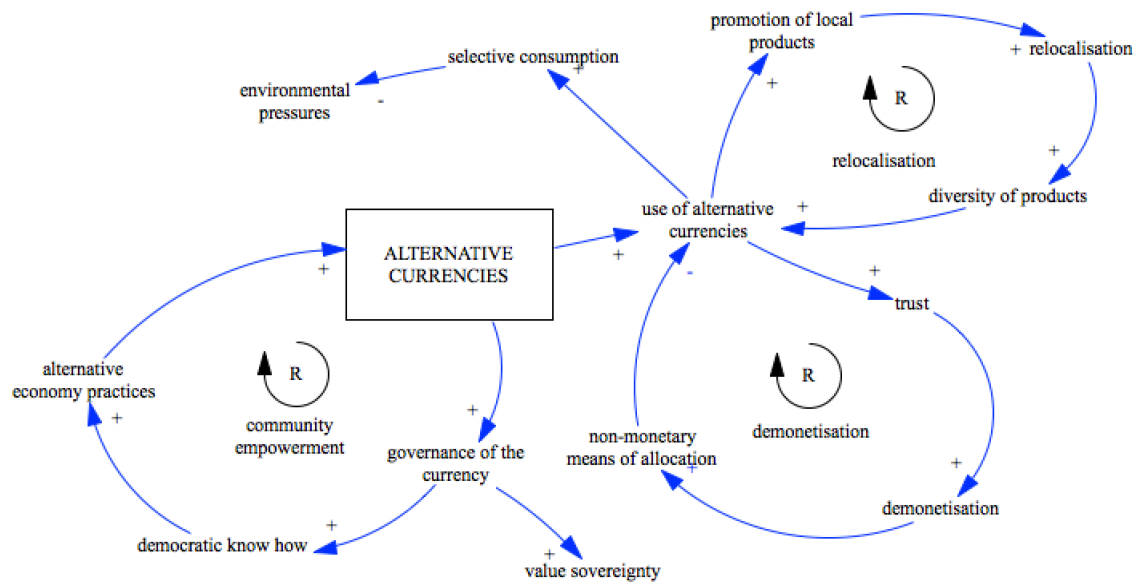 promotion of local
products
+ relocalisation
selective consumption
+
environmental
pressures
-
+
R
relocalisation
+
diversity of products
+
use of alternative
currencies
ALTERNATIVE
CURRENCIES
+
+
-
+
trust
alternative
economy practices
R
community
empowerment
R
demonetisation
+
+
governance of the
currency
non-monetary
means of allocation
+
+
demonetisation
+
democratic know how
+
value sovereignty